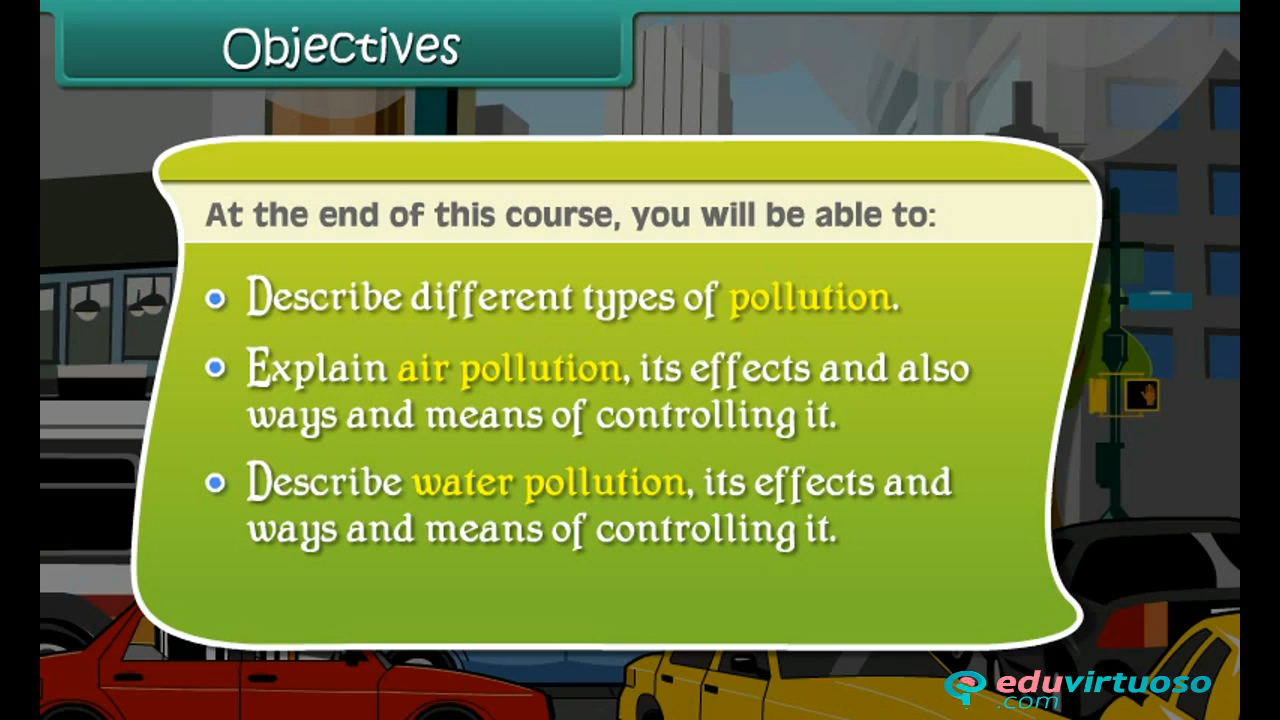 Objectives
At the end of this course, you will be able to:
Describe different types of pollution.
Explain air pollution, its effects and also
ways and means of controlling it.
Describe water pollution, its effects and
ways and means of controlling it.
eduvirtuoso
.com